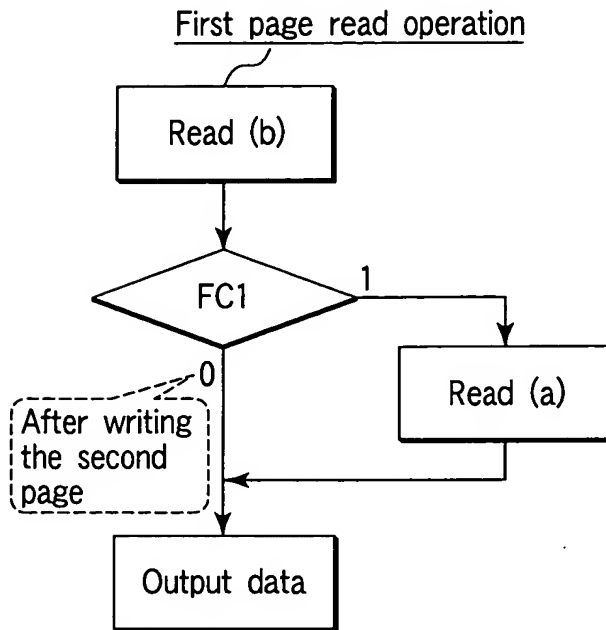 First page read operation
Read (b)
FC1
1
0
After writing
the second
page
Read (a)
Output data